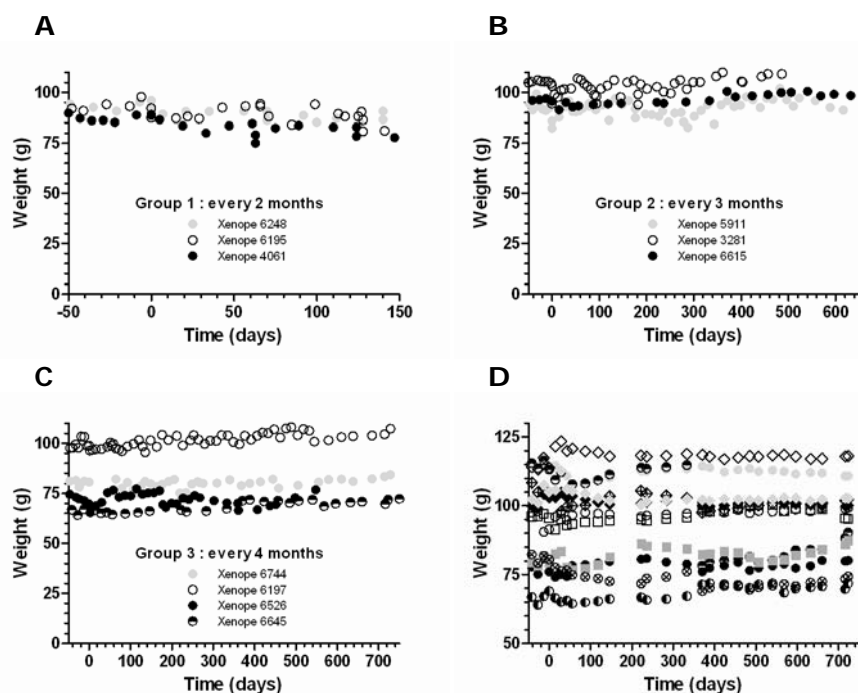 A
Weight (g)
100
75
50
25
0
Group 1 : every 2 months
Xenope 6248
Xenope 6195
Xenope 4061
-50 0 50 100 150
Time (days)
B
Weight (g)
100
75
50
25
0
Group 2 : every 3 months
Xenope 5911
Xenope 3281
Xenope 6615
0 100 200 300 400 500 600
Time (days)
C
Weight (g)
100
75
50
25
0
Group 3 : every 4 months
Xenope 6744
Xenope 6197
Xenope 6526
Xenope 6645
0 100 200 300 400 500 600 700
Time (days)
D
Weight (g)
125
100
75
50
0 100 200 300 400 500 600 700
Time (days)